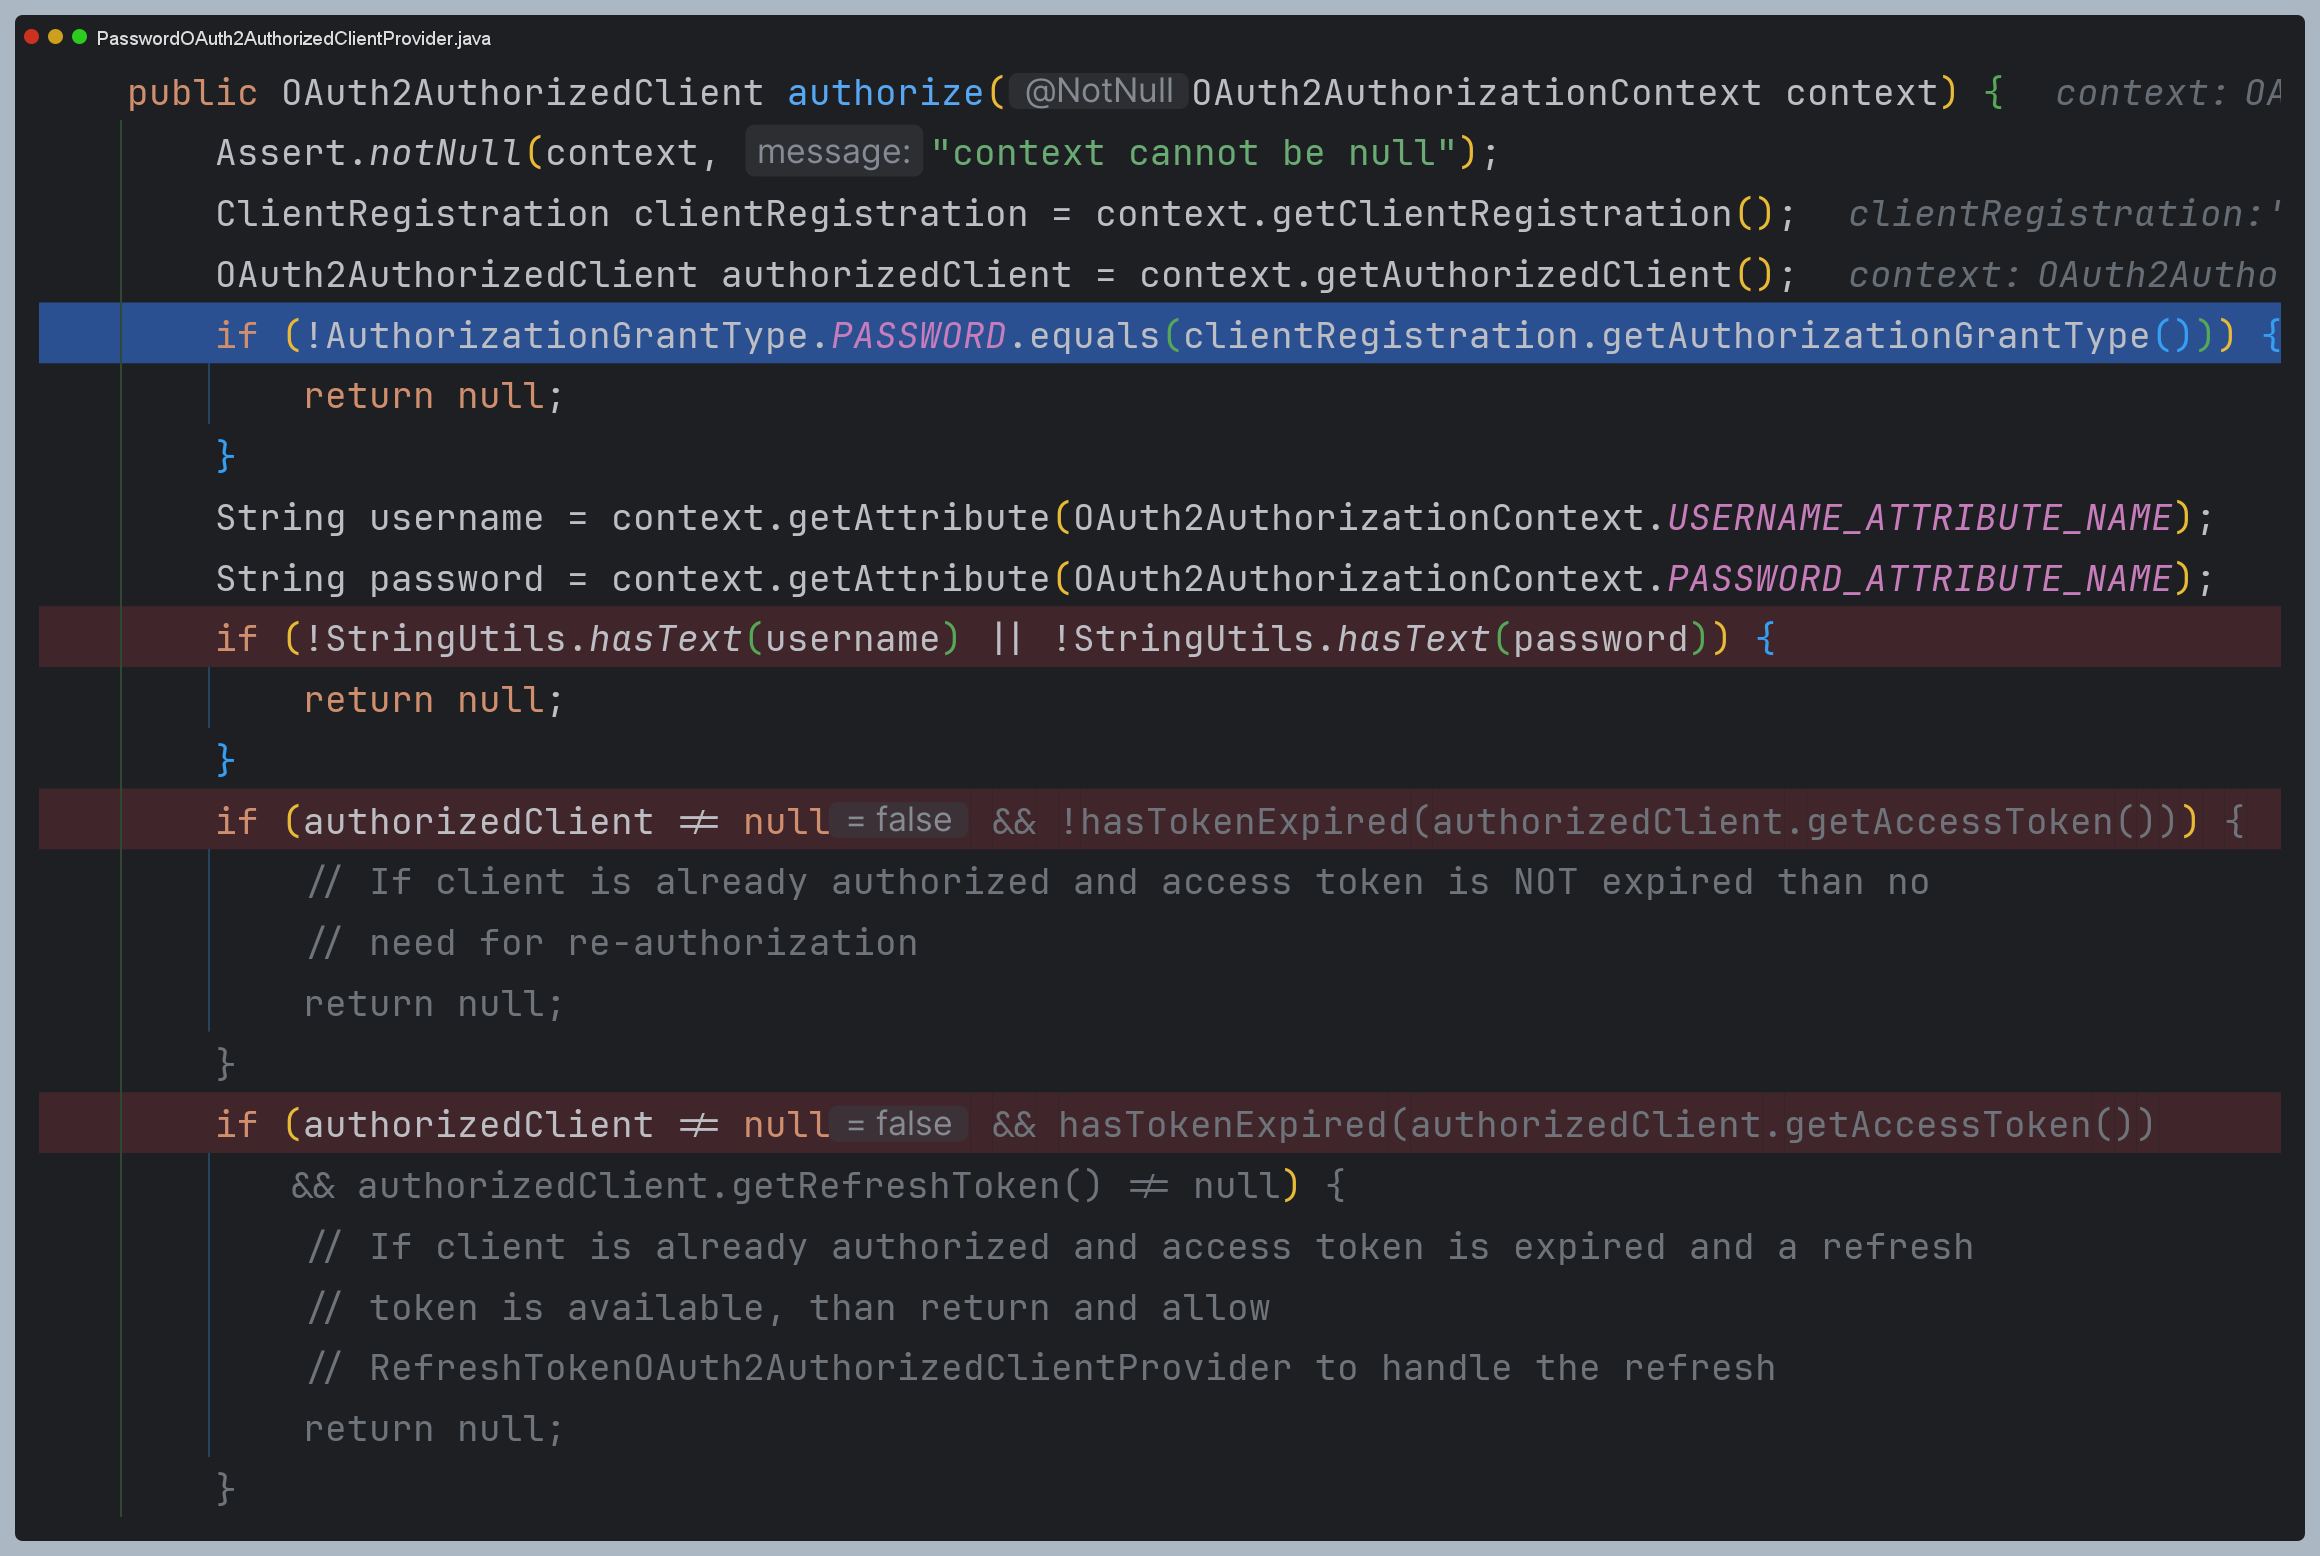 PasswordOAuth2AuthorizedClientProvider.java
public OAuth2AuthorizedClient authorize( @NotNull OAuth2AuthorizationContext context) { context: OA
Assert.notNull(context, message: "context cannot be null");
ClientRegistration clientRegistration = context.getClientRegistration(); clientRegistration:'
OAuth2AuthorizedClient authorizedClient = context.getAuthorizedClient(); context: OAuth2Autho
if (!AuthorizationGrantType.PASSWORD.equals(clientRegistration.getAuthorizationGrantType())) {
return null;
}
String username = context.getAttribute(OAuth2AuthorizationContext.USERNAME_ATTRIBUTE_NAME);
String password = context.getAttribute(OAuth2AuthorizationContext.PASSWORD_ATTRIBUTE_NAME);
if (!StringUtils.hasText(username) || !StringUtils.hasText(password)) {
return null;
}
if (authorizedClient != null = false && !hasTokenExpired(authorizedClient.getAccessToken())) {
// If client is already authorized and access token is NOT expired than no
// need for re-authorization
return null;
}
if (authorizedClient != null = false && hasTokenExpired(authorizedClient.getAccessToken())
&& authorizedClient.getRefreshToken() != null) {
// If client is already authorized and access token is expired and a refresh
// token is available, than return and allow
// RefreshTokenOAuth2AuthorizedClientProvider to handle the refresh
return null;
}